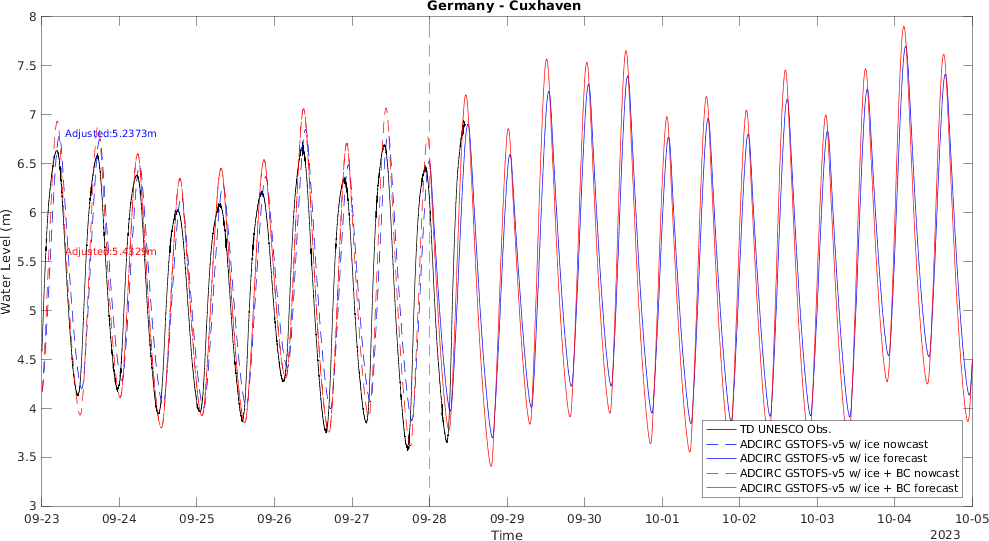 Germany - Cuxhaven
8
7.5
7
6.5
6
5.5
5
4.5
4
3.5
3
Water Level (m)
Adjusted:5.2373m
Adjusted:5.4329m
TD UNESCO Obs.
ADCIRC GSTOFS-v5 w/ ice nowcast
ADCIRC GSTOFS-v5 w/ ice forecast
ADCIRC GSTOFS-v5 w/ ice + BC nowcast
ADCIRC GSTOFS-v5 w/ ice + BC forecast
09-23 09-24 09-25 09-26 09-27 09-28 09-29 09-30 10-01 10-02 10-03 10-04 10-05
Time
2023